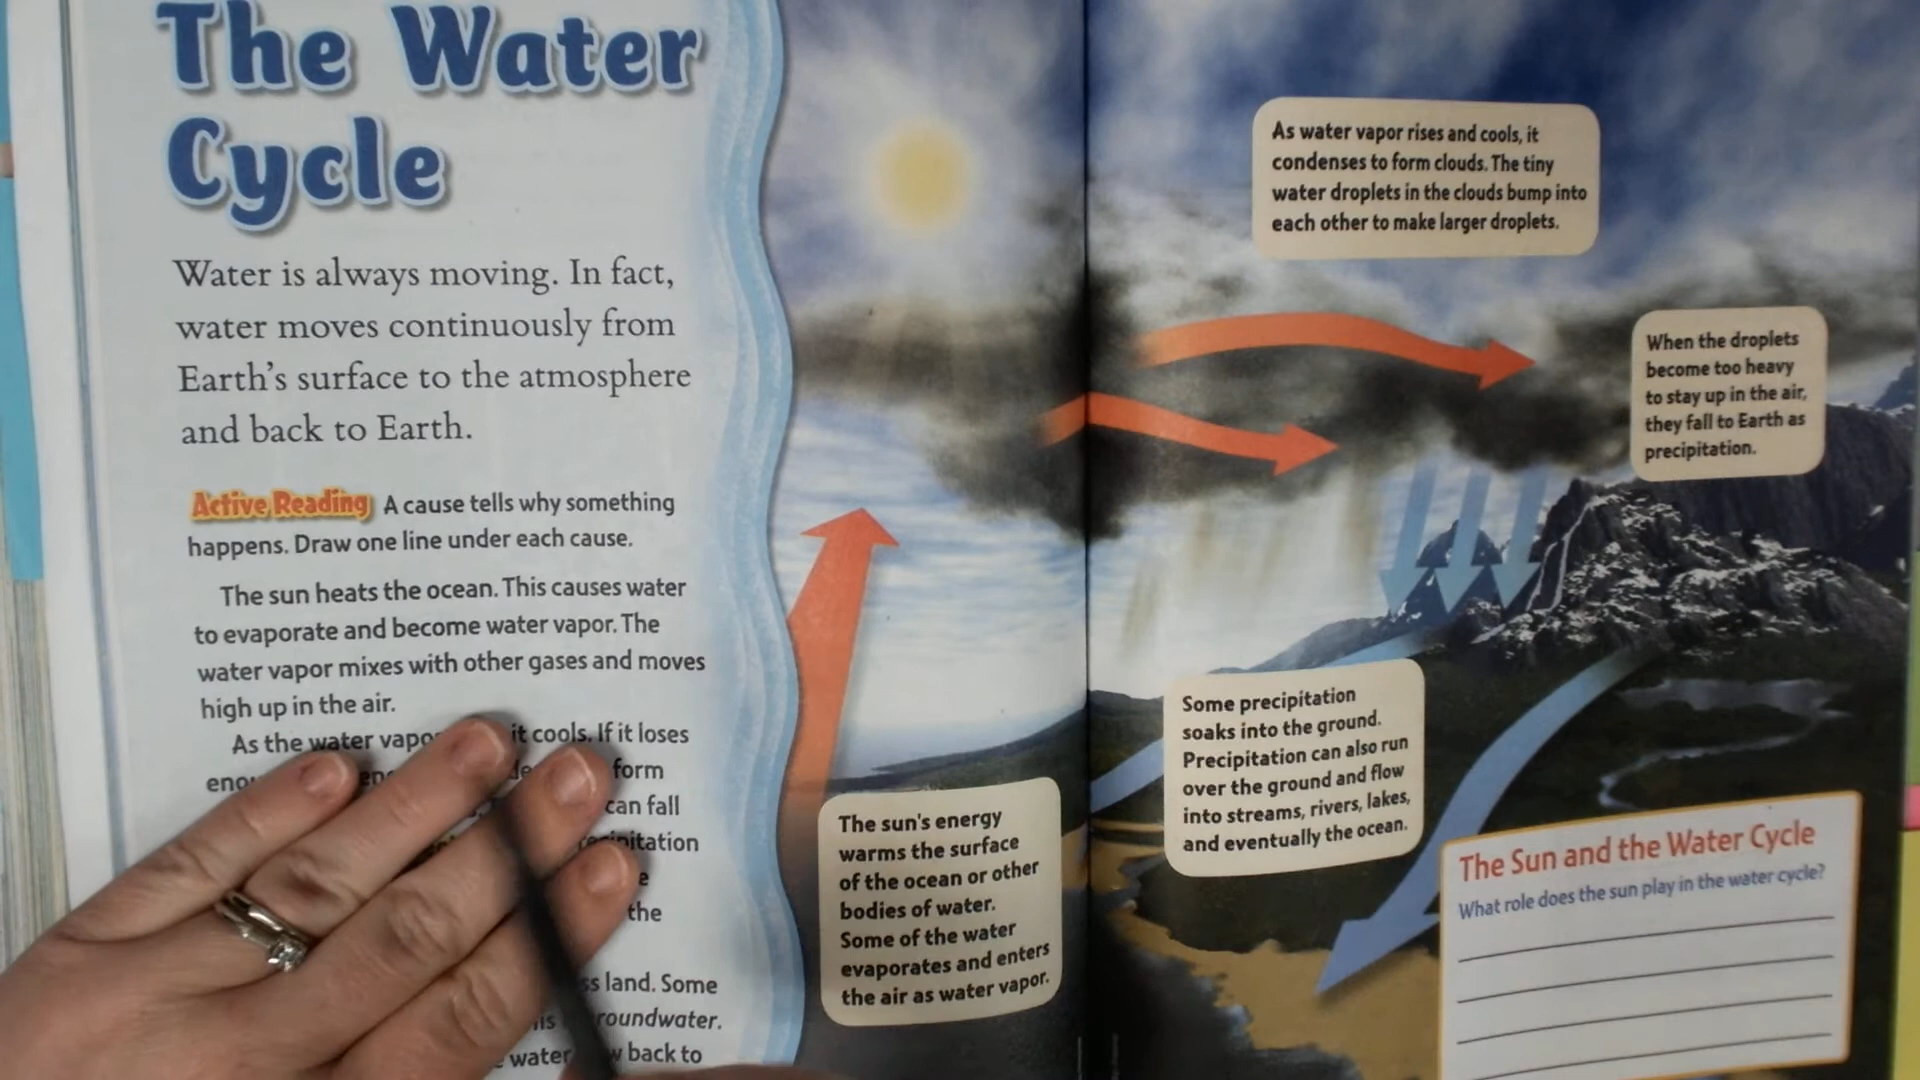 The Water
Cycle
Water is always moving. In fact,
water moves continuously from
Earth's surface to the atmosphere
and back to Earth.
Active Reading A cause tells why something
happens. Draw one line under each cause.
The sun heats the ocean. This causes water
to evaporate and become water vapor. The
water vapor mixes with other gases and moves
high up in the air.
As the water it cools. If it loses
form
can fall
the
land. Some
water back to
The sun's energy
warms the surface
of the ocean or other
bodies of water.
Some of the water
evaporates and enters
the air as water vapor.
As water vapor rises and cools, it
condenses to form clouds. The tiny
water droplets in the clouds bump into
each other to make larger droplets.
When the droplets
become too heavy
to stay up in the air,
they fall to Earth as
precipitation.
Some precipitation
soaks into the ground.
Precipitation can also run
over the ground and flow
into streams, rivers, lakes,
and eventually the ocean.
The Sun and the Water Cycle
What role does the sun play in the water cycle?